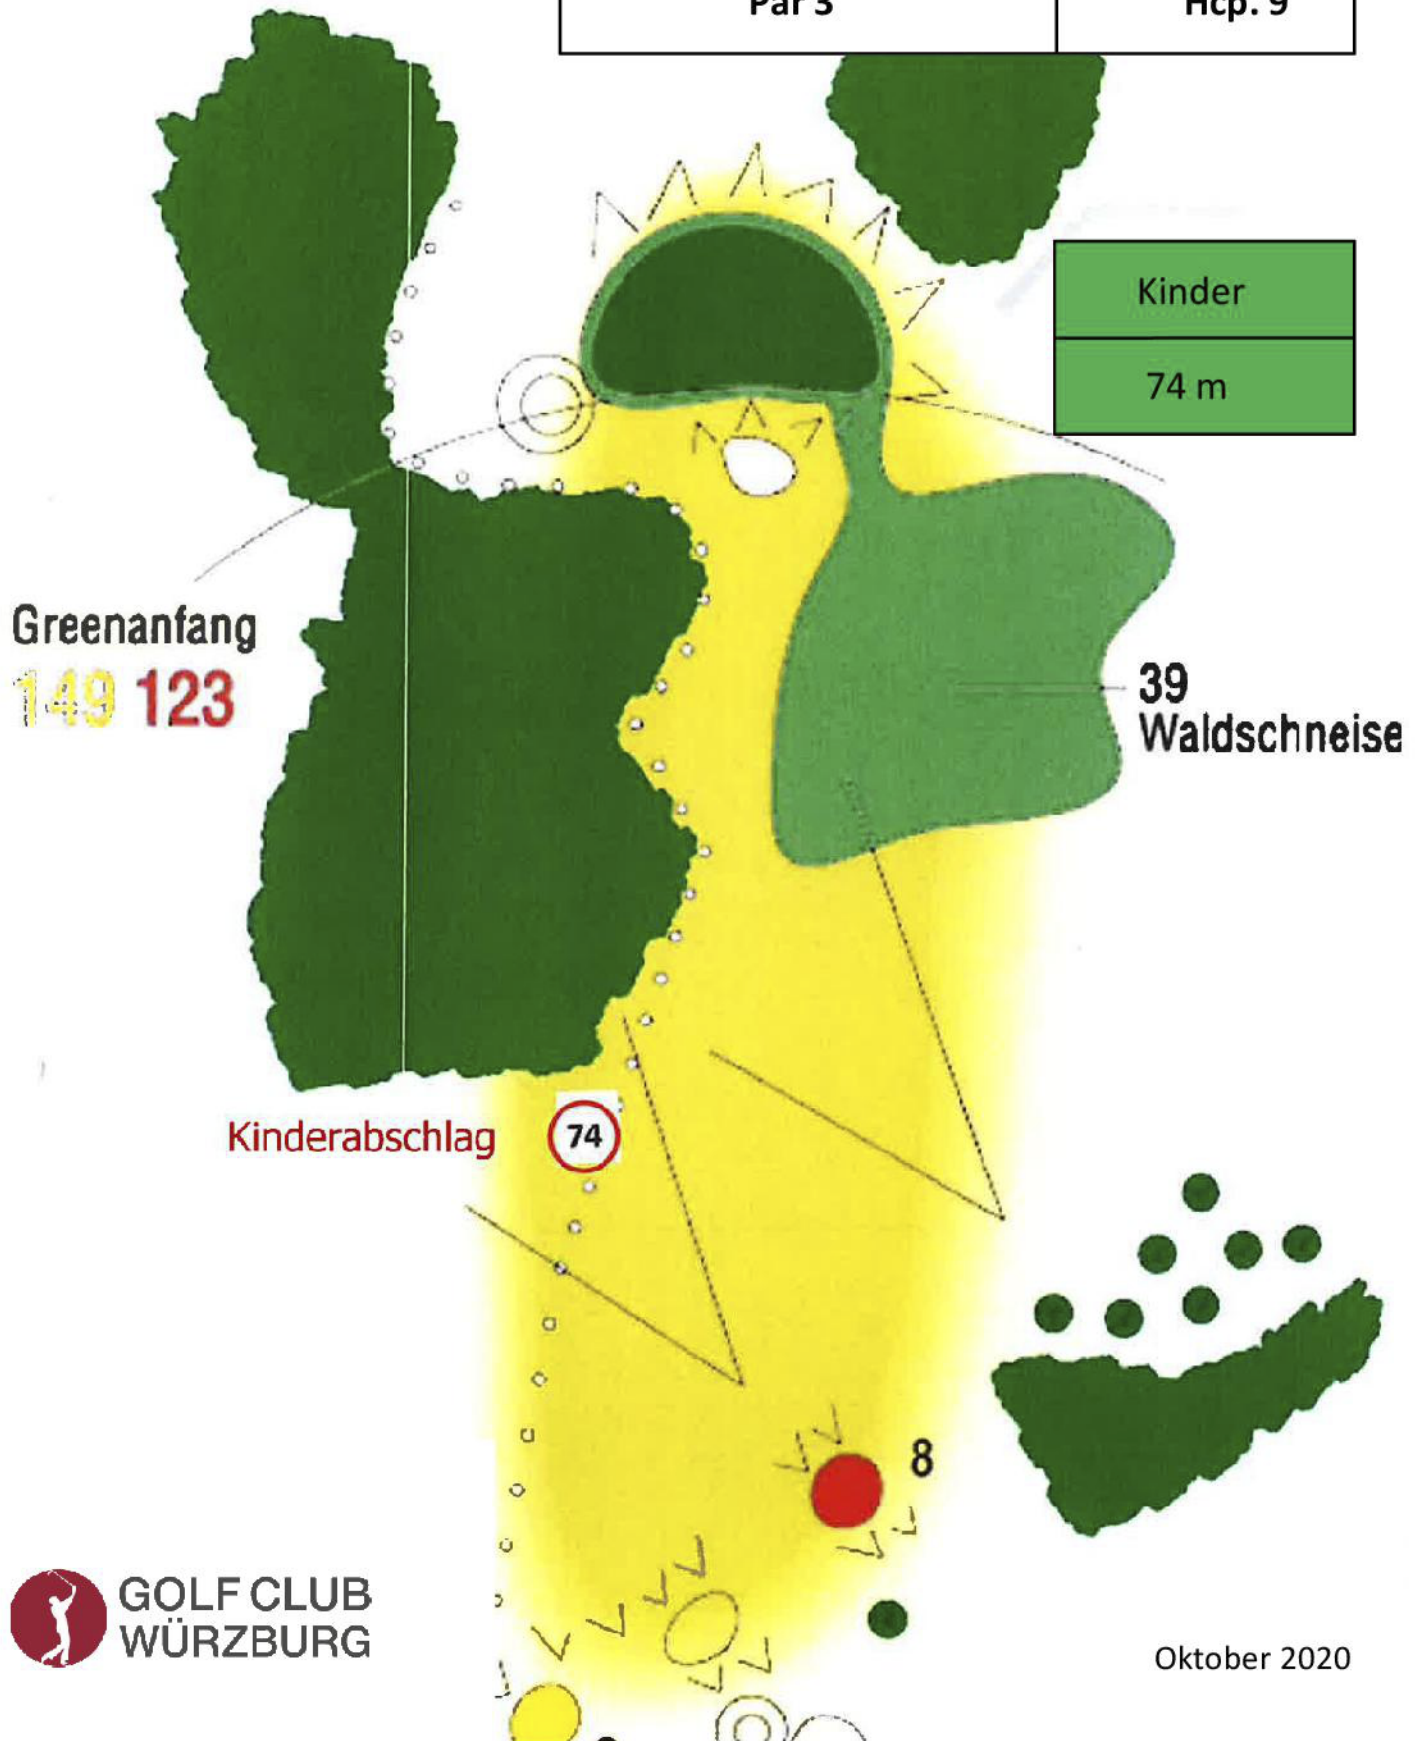 Par 3 Hcp. 9
Kinder
74 m
Greenanfang
149 123
39
Waldschneise
Kinderabschlag 74
8
GOLF CLUB
WÜRZBURG
Oktober 2020